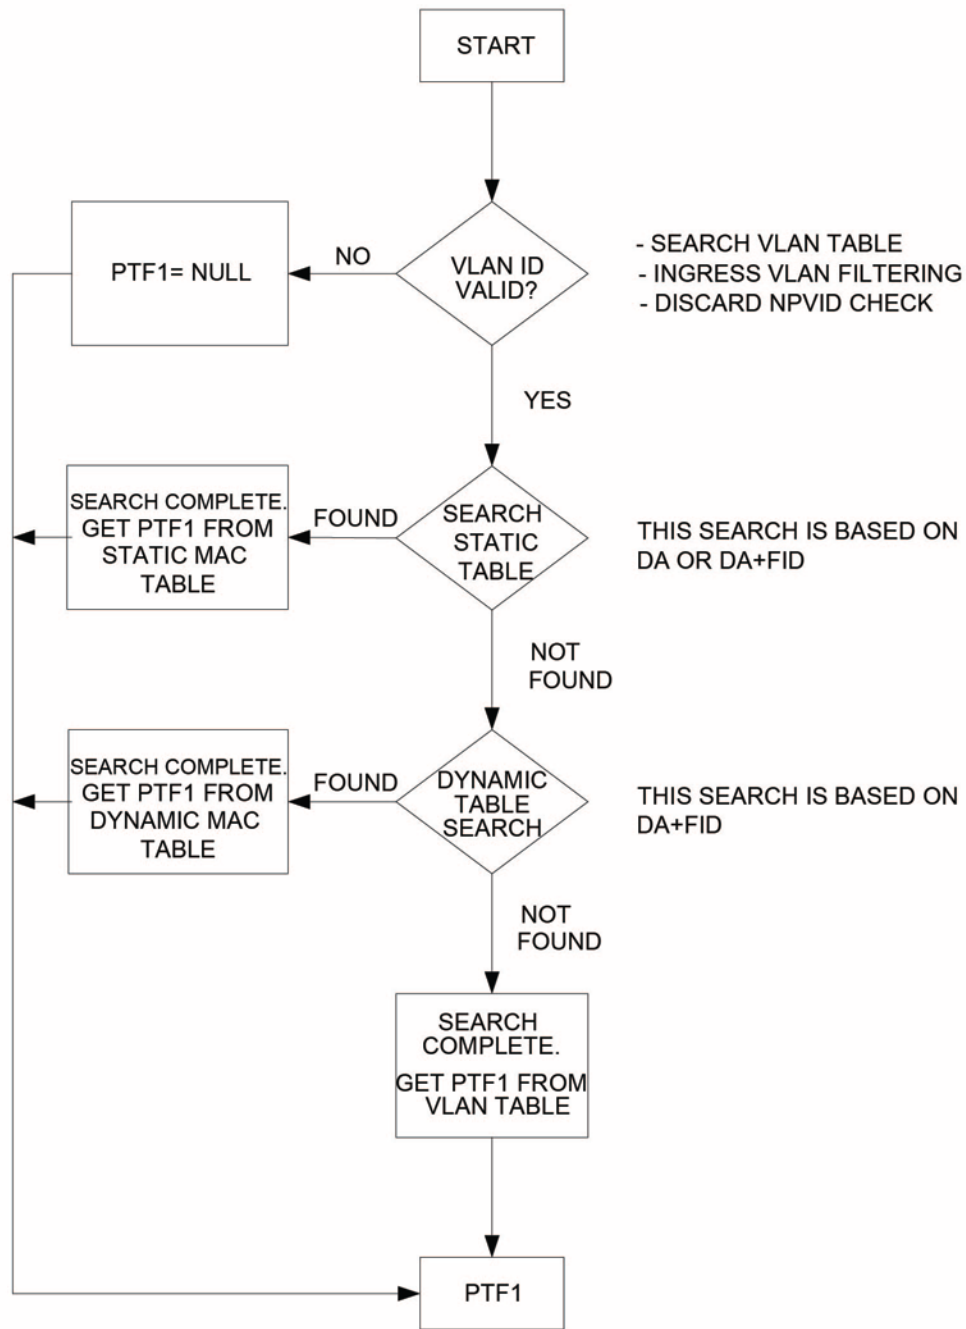 START
VLAN ID
VALID?
NO
PTF1= NULL
- SEARCH VLAN TABLE
- INGRESS VLAN FILTERING
- DISCARD NPVID CHECK
YES
SEARCH
STATIC
TABLE
FOUND
SEARCH COMPLETE.
GET PTF1 FROM
STATIC MAC
TABLE
THIS SEARCH IS BASED ON
DA OR DA+FID
NOT
FOUND
DYNAMIC
TABLE
SEARCH
FOUND
SEARCH COMPLETE.
GET PTF1 FROM
DYNAMIC MAC
TABLE
THIS SEARCH IS BASED ON
DA+FID
NOT
FOUND
SEARCH
COMPLETE.
GET PTF1 FROM
VLAN TABLE
PTF1